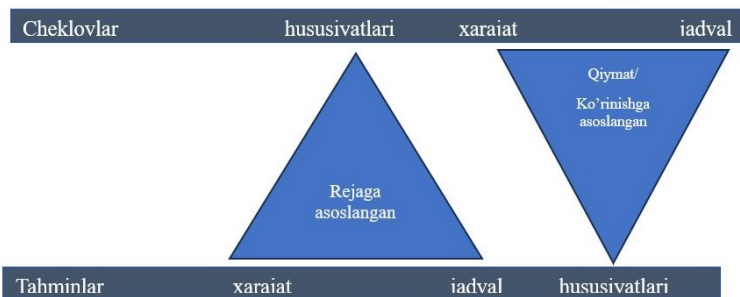 Cheklovlar hususivatlari xaraiat iadval
Qiymat/
Ko’rinishga
asoslangan
Rejaga
asoslangan
Tahminlar xaraiat iadval hususivatlari